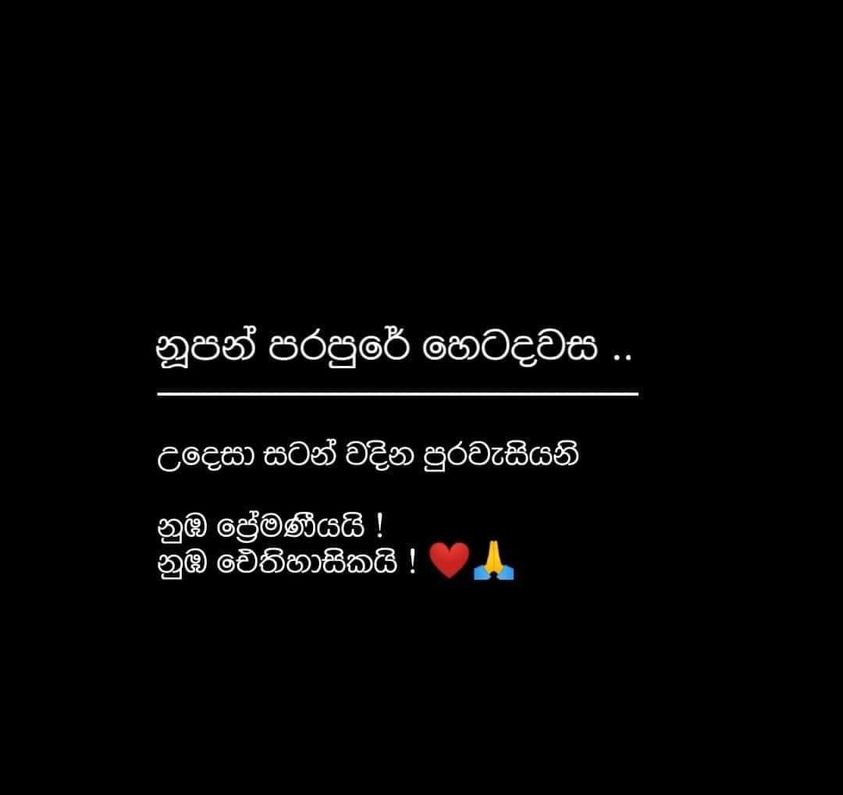 නූපන් පරපුරේ හෙටදවස ..
උදෙසා සටන් වදින පුරවැසියනි
නුඹ ප්‍රේමණීයයි !
නුඹ ඓතිහාසිකයි ! ❤️🙏